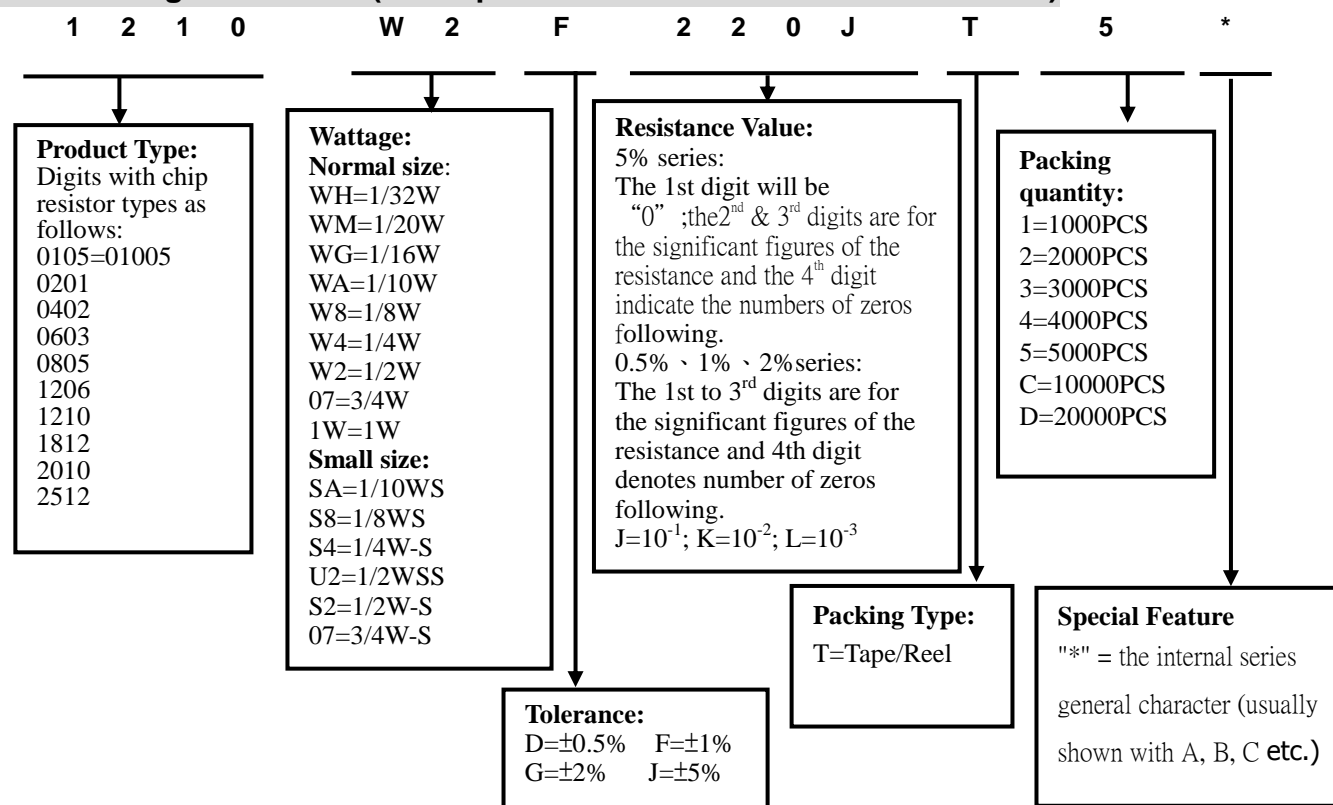 1 2 1 0 W 2 F 2 2 0 J T 5 *
Product Type:
Digits with chip
resistor types as
follows:
0105=01005
0201
0402
0603
0805
1206
1210
1812
2010
2512
Wattage:
Normal size:
WH=1/32W
WM=1/20W
WG=1/16W
WA=1/10W
W8=1/8W
W4=1/4W
W2=1/2W
07=3/4W
1W=1W
Small size:
SA=1/10WS
S8=1/8WS
S4=1/4W-S
U2=1/2WSS
S2=1/2W-S
07=3/4W-S
Tolerance:
D=±0.5% F=±1%
G=±2% J=±5%
Resistance Value:
5% series:
The 1st digit will be
“0” ;the2nd & 3rd digits are for
the significant figures of the
resistance and the 4th digit
indicate the numbers of zeros
following.
0.5%、1%、2%series:
The 1st to 3rd digits are for
the significant figures of the
resistance and 4th digit
denotes number of zeros
following.
J=10-1; K=10-2; L=10-3
Packing Type:
T=Tape/Reel
Packing
quantity:
1=1000PCS
2=2000PCS
3=3000PCS
4=4000PCS
5=5000PCS
C=10000PCS
D=20000PCS
Special Feature
"*" = the internal series
general character (usually
shown with A, B, C etc.)